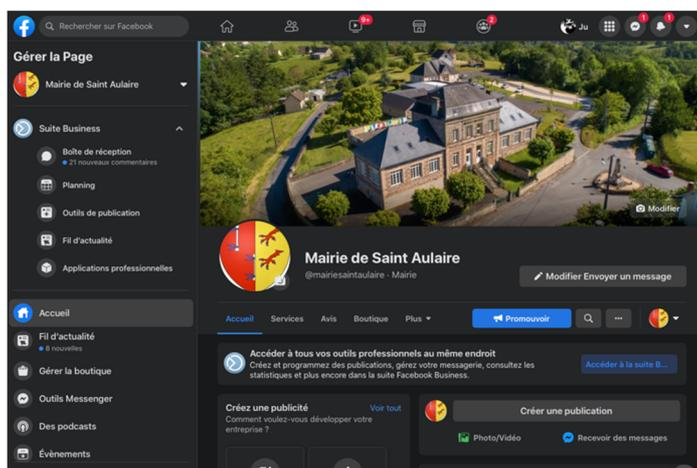 Rechercher sur Facebook
9+
2
Ju
1
1
Gérer la Page
Mairie de Saint Aulaire
Suite Business
Boîte de réception
21 nouveaux commentaires
Planning
Outils de publication
Fil d'actualité
Applications professionnelles
Accueil
Fil d'actualité
8 nouvelles
Gérer la boutique
Outils Messenger
Des podcasts
Évènements
Modifier
Mairie de Saint Aulaire
@mairiesaintaulaire · Mairie
Modifier Envoyer un message
Accueil Services Avis Boutique Plus
Promouvoir
Accéder à tous vos outils professionnels au même endroit
Créez et programmez des publications, gérez votre messagerie, consultez les
statistiques et plus encore dans la suite Facebook Business.
Accéder à la suite B...
Créez une publicité Voir tout
Comment voulez-vous développer votre
entreprise ?
Créer une publication
Photo/Vidéo Recevoir des messages